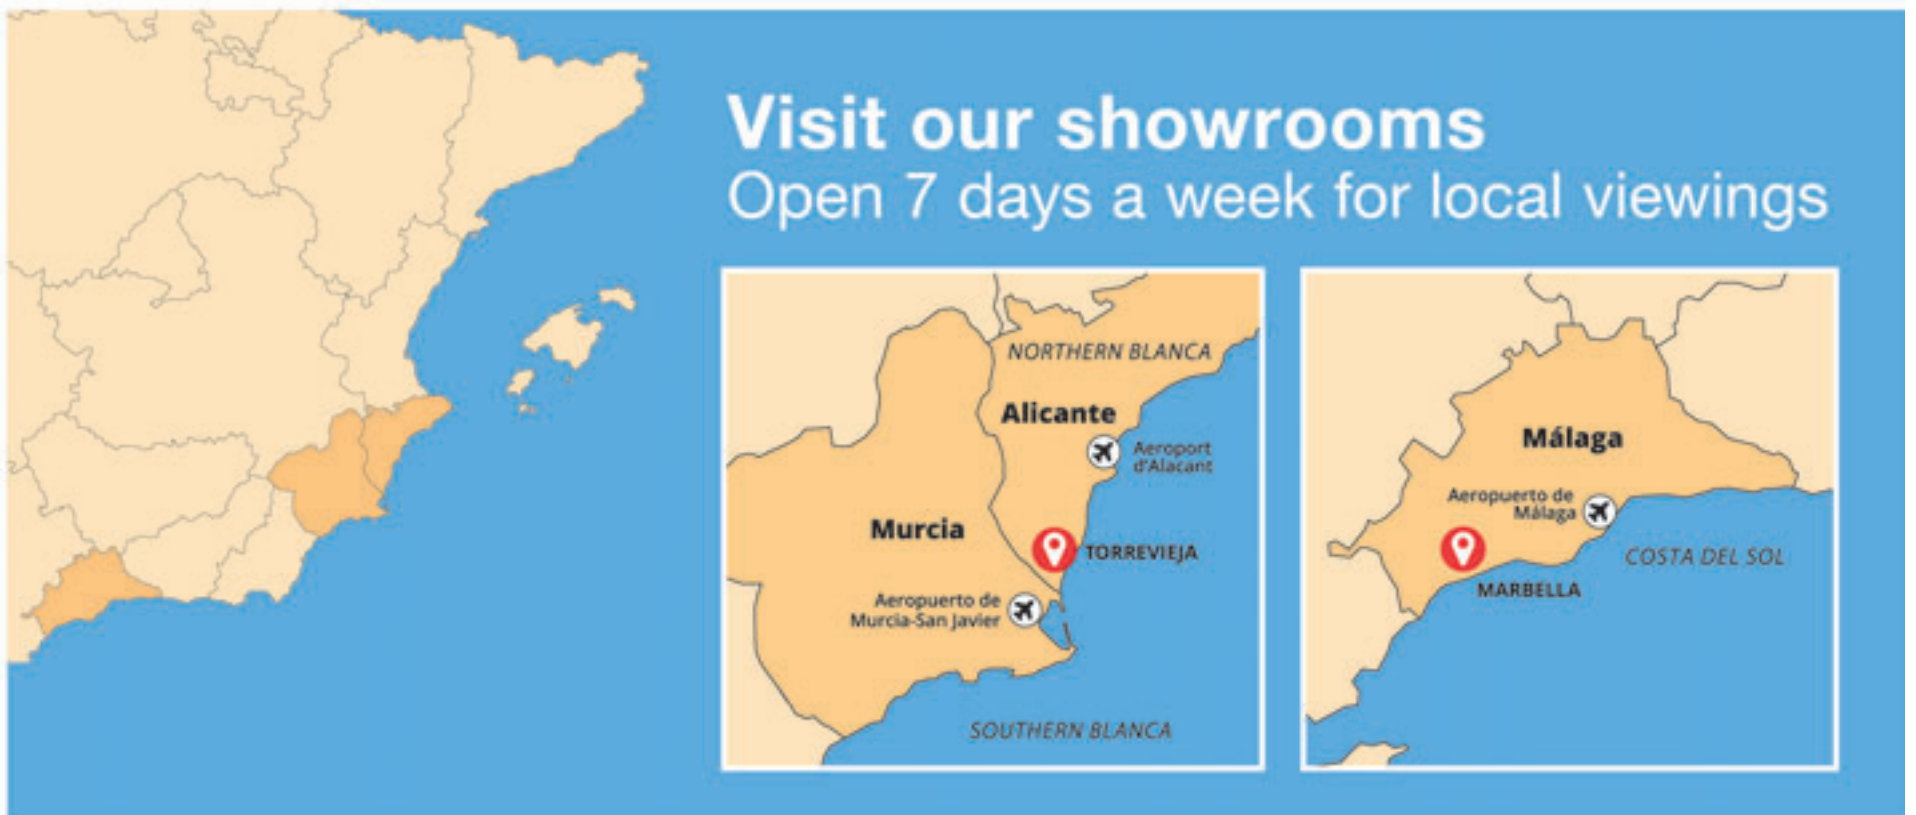 Visit our showrooms
Open 7 days a week for local viewings
NORTHERN BLANCA
Alicante
Aeroport
d'Alacant
Murcia
TORREVIEJA
Aeropuerto de
Murcia-San Javier
SOUTHERN BLANCA
Málaga
Aeropuerto de
Málaga
COSTA DEL SOL
MARBELLA